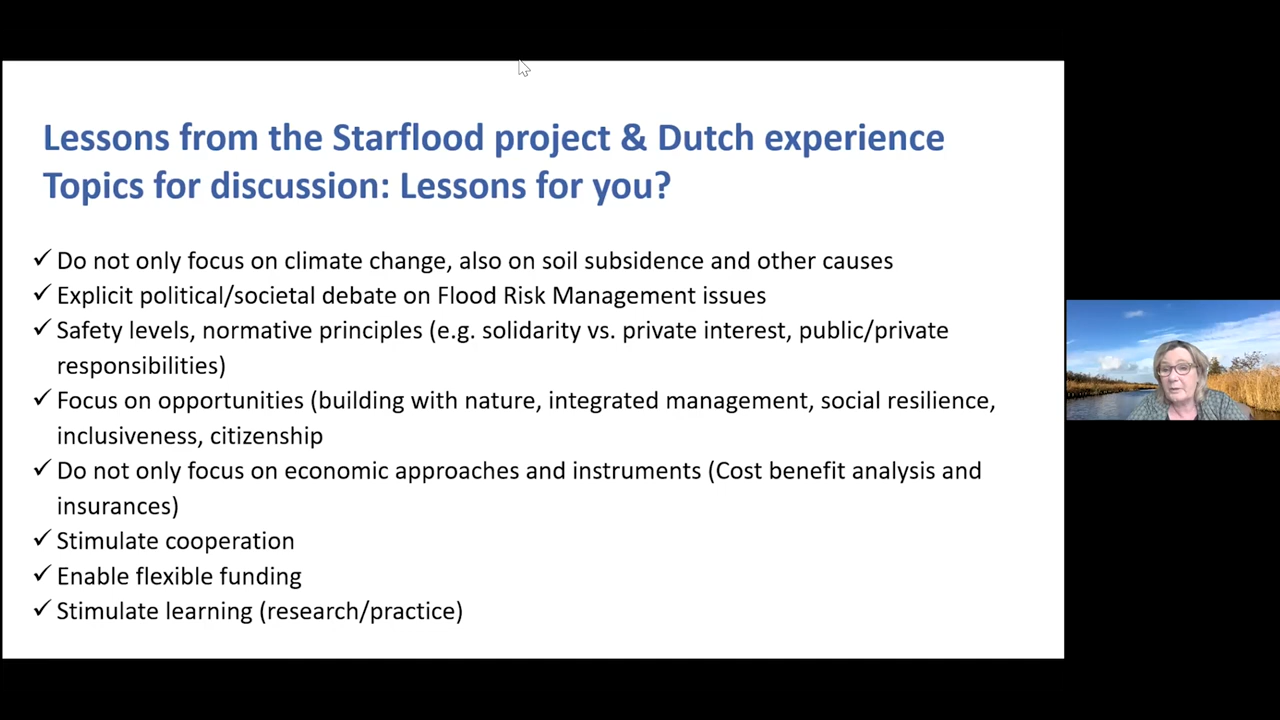 Lessons from the Starflood project & Dutch experience
Topics for discussion: Lessons for you?
✓ Do not only focus on climate change, also on soil subsidence and other causes
✓ Explicit political/societal debate on Flood Risk Management issues
✓ Safety levels, normative principles (e.g. solidarity vs. private interest, public/private
responsibilities)
✓ Focus on opportunities (building with nature, integrated management, social resilience,
inclusiveness, citizenship
✓ Do not only focus on economic approaches and instruments (Cost benefit analysis and
insurances)
✓ Stimulate cooperation
✓ Enable flexible funding
✓ Stimulate learning (research/practice)